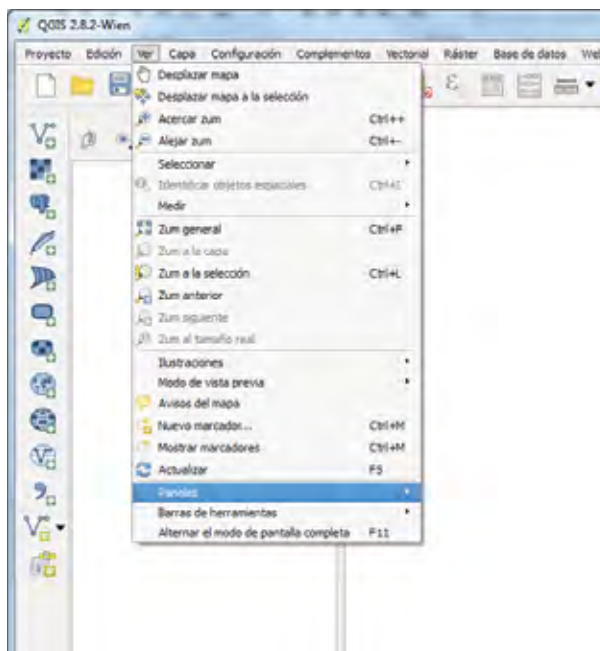 QGIS 2.8.2-Wien
Proyecto Edición Ver Capa Configuración Complementos Vectorial Ráster Base de datos Web
Desplazar mapa
Desplazar mapa a la selección
Acercar zum Ctrl++
Alejar zum Ctrl+-
Seleccionar
Identificar objetos espaciales Ctrl+I
Medir
Zum general Ctrl+F
Zum a la capa
Zum a la selección Ctrl+L
Zum anterior
Zum siguiente
Zum al tamaño real
Ilustraciones
Modo de vista previa
Avisos del mapa
Nuevo marcador... Ctrl+M
Mostrar marcadores Ctrl+M
Actualizar F5
Paneles
Barras de herramientas
Alternar el modo de pantalla completa F11